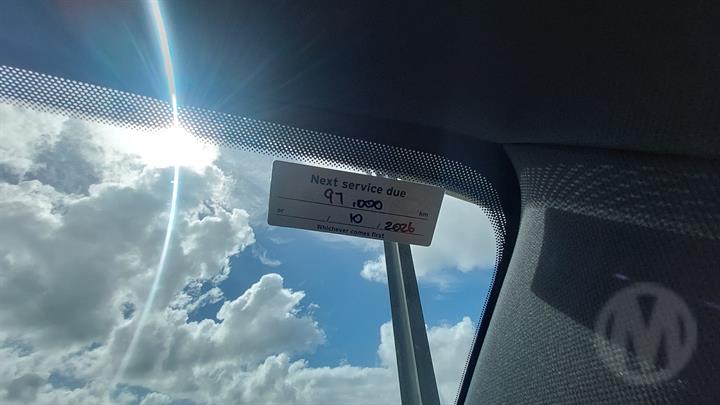 Next service due
97,000 km
or / 10 / 2026
Whichever comes first
M